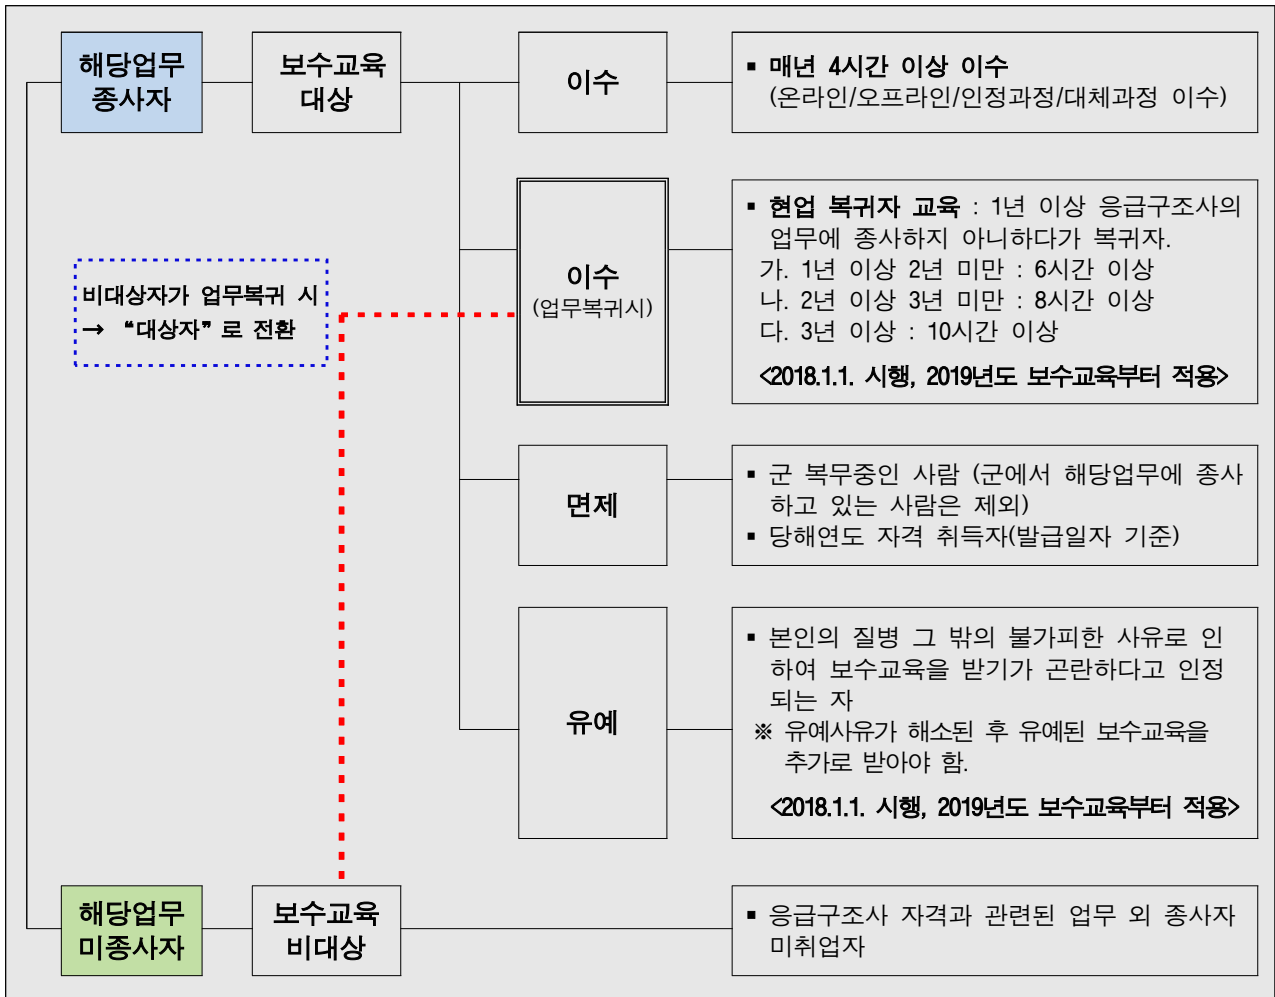 해당업무
종사자
보수교육
대상
이수
▪ 매년 4시간 이상 이수
(온라인/오프라인/인정과정/대체과정 이수)
비대상자가 업무복귀 시
→ “대상자”로 전환
이수
(업무복귀시)
▪ 현업 복귀자 교육 : 1년 이상 응급구조사의
업무에 종사하지 아니하다가 복귀자.
가. 1년 이상 2년 미만 : 6시간 이상
나. 2년 이상 3년 미만 : 8시간 이상
다. 3년 이상 : 10시간 이상
<2018.1.1. 시행, 2019년도 보수교육부터 적용>
면제
▪ 군 복무중인 사람 (군에서 해당업무에 종사
하고 있는 사람은 제외)
▪ 당해연도 자격 취득자(발급일자 기준)
유예
▪ 본인의 질병 그 밖의 불가피한 사유로 인
하여 보수교육을 받기가 곤란하다고 인정
되는 자
※ 유예사유가 해소된 후 유예된 보수교육을
추가로 받아야 함.
<2018.1.1. 시행, 2019년도 보수교육부터 적용>
해당업무
미종사자
보수교육
비대상
▪ 응급구조사 자격과 관련된 업무 외 종사자
미취업자